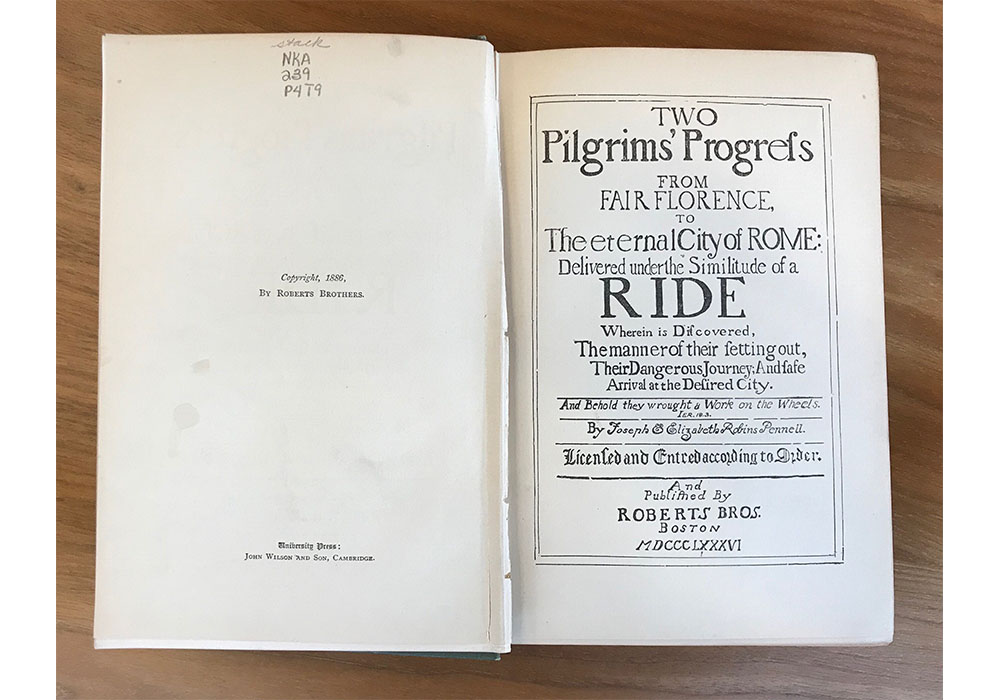 stack
NKA
239
P4T9
Copyright, 1886,
BY ROBERTS BROTHERS.
University Press:
JOHN WILSON AND SON, CAMBRIDGE.
TWO
Pilgrims' Progreſs
FROM
FAIR FLORENCE,
TO
The eternal City of ROME:
Delivered under the Similitude of a
RIDE
Wherein is Diſcovered,
The manner of their ſetting out,
Their Dangerous Journey; And ſafe
Arrival at the Deſired City.
And Behold they wrought a Work on the Wheels.
JER. 18.3.
By Joseph & Elizabeth Robins Pennell.
Licenſed and Entred according to Order.
And
Publiſhed By
ROBERTS BROS.
BOSTON
MDCCCLXXXVI